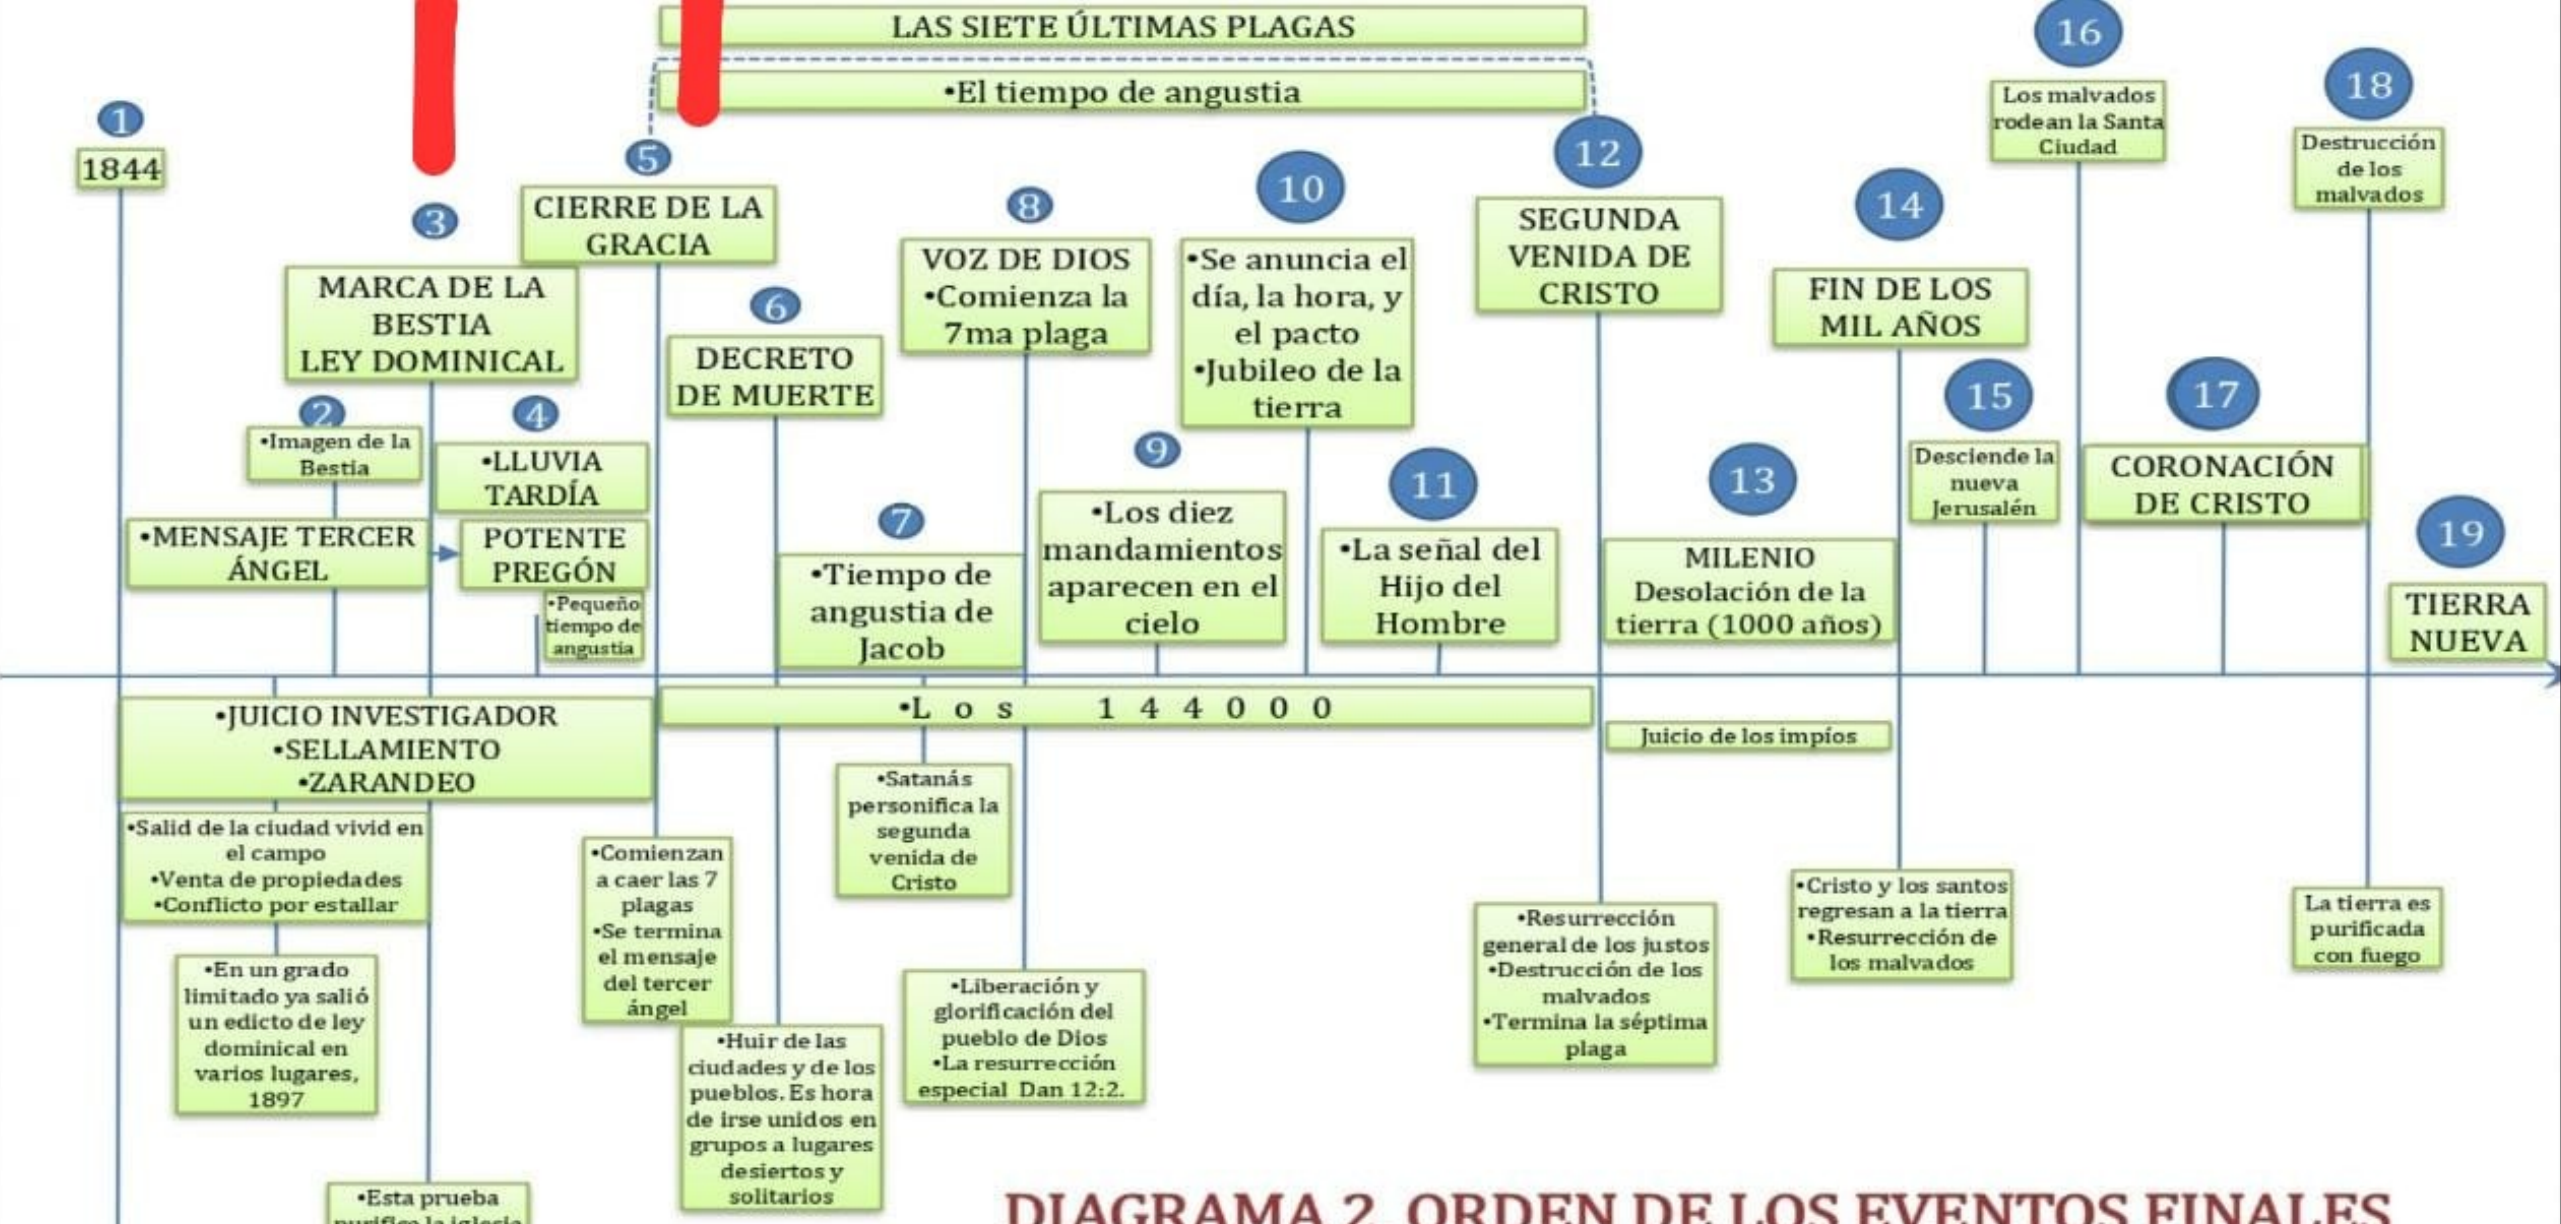 LAS SIETE ÚLTIMAS PLAGAS
•El tiempo de angustia
1
1844
2
•Imagen de la
Bestia
•MENSAJE TERCER
ÁNGEL
3
MARCA DE LA
BESTIA
LEY DOMINICAL
4
•LLUVIA
TARDÍA
POTENTE
PREGÓN
•Pequeño
tiempo de
angustia
5
CIERRE DE LA
GRACIA
6
DECRETO
DE MUERTE
7
•Tiempo de
angustia de
Jacob
8
VOZ DE DIOS
•Comienza la
7ma plaga
9
•Los diez
mandamientos
aparecen en el
cielo
10
•Se anuncia el
día, la hora, y
el pacto
•Jubileo de la
tierra
11
•La señal del
Hijo del
Hombre
12
SEGUNDA
VENIDA DE
CRISTO
13
MILENIO
Desolación de la
tierra (1000 años)
14
FIN DE LOS
MIL AÑOS
15
Desciende la
nueva
Jerusalén
16
Los malvados
rodean la Santa
Ciudad
17
CORONACIÓN
DE CRISTO
18
Destrucción
de los
malvados
19
TIERRA
NUEVA
•JUICIO INVESTIGADOR
•SELLAMIENTO
•ZARANDEO
•Los 144000
Juicio de los impíos
•Salid de la ciudad vivid en
el campo
•Venta de propiedades
•Conflicto por estallar
•En un grado
limitado ya salió
un edicto de ley
dominical en
varios lugares,
1897
•Esta prueba
purifica la iglesia
•Comienzan
a caer las 7
plagas
•Se termina
el mensaje
del tercer
ángel
•Huir de las
ciudades y de los
pueblos. Es hora
de irse unidos en
grupos a lugares
desiertos y
solitarios
•Satanás
personifica la
segunda
venida de
Cristo
•Liberación y
glorificación del
pueblo de Dios
•La resurrección
especial Dan 12:2.
•Resurrección
general de los justos
•Destrucción de los
malvados
•Termina la séptima
plaga
•Cristo y los santos
regresan a la tierra
•Resurrección de
los malvados
La tierra es
purificada
con fuego
DIAGRAMA 2. ORDEN DE LOS EVENTOS FINALES